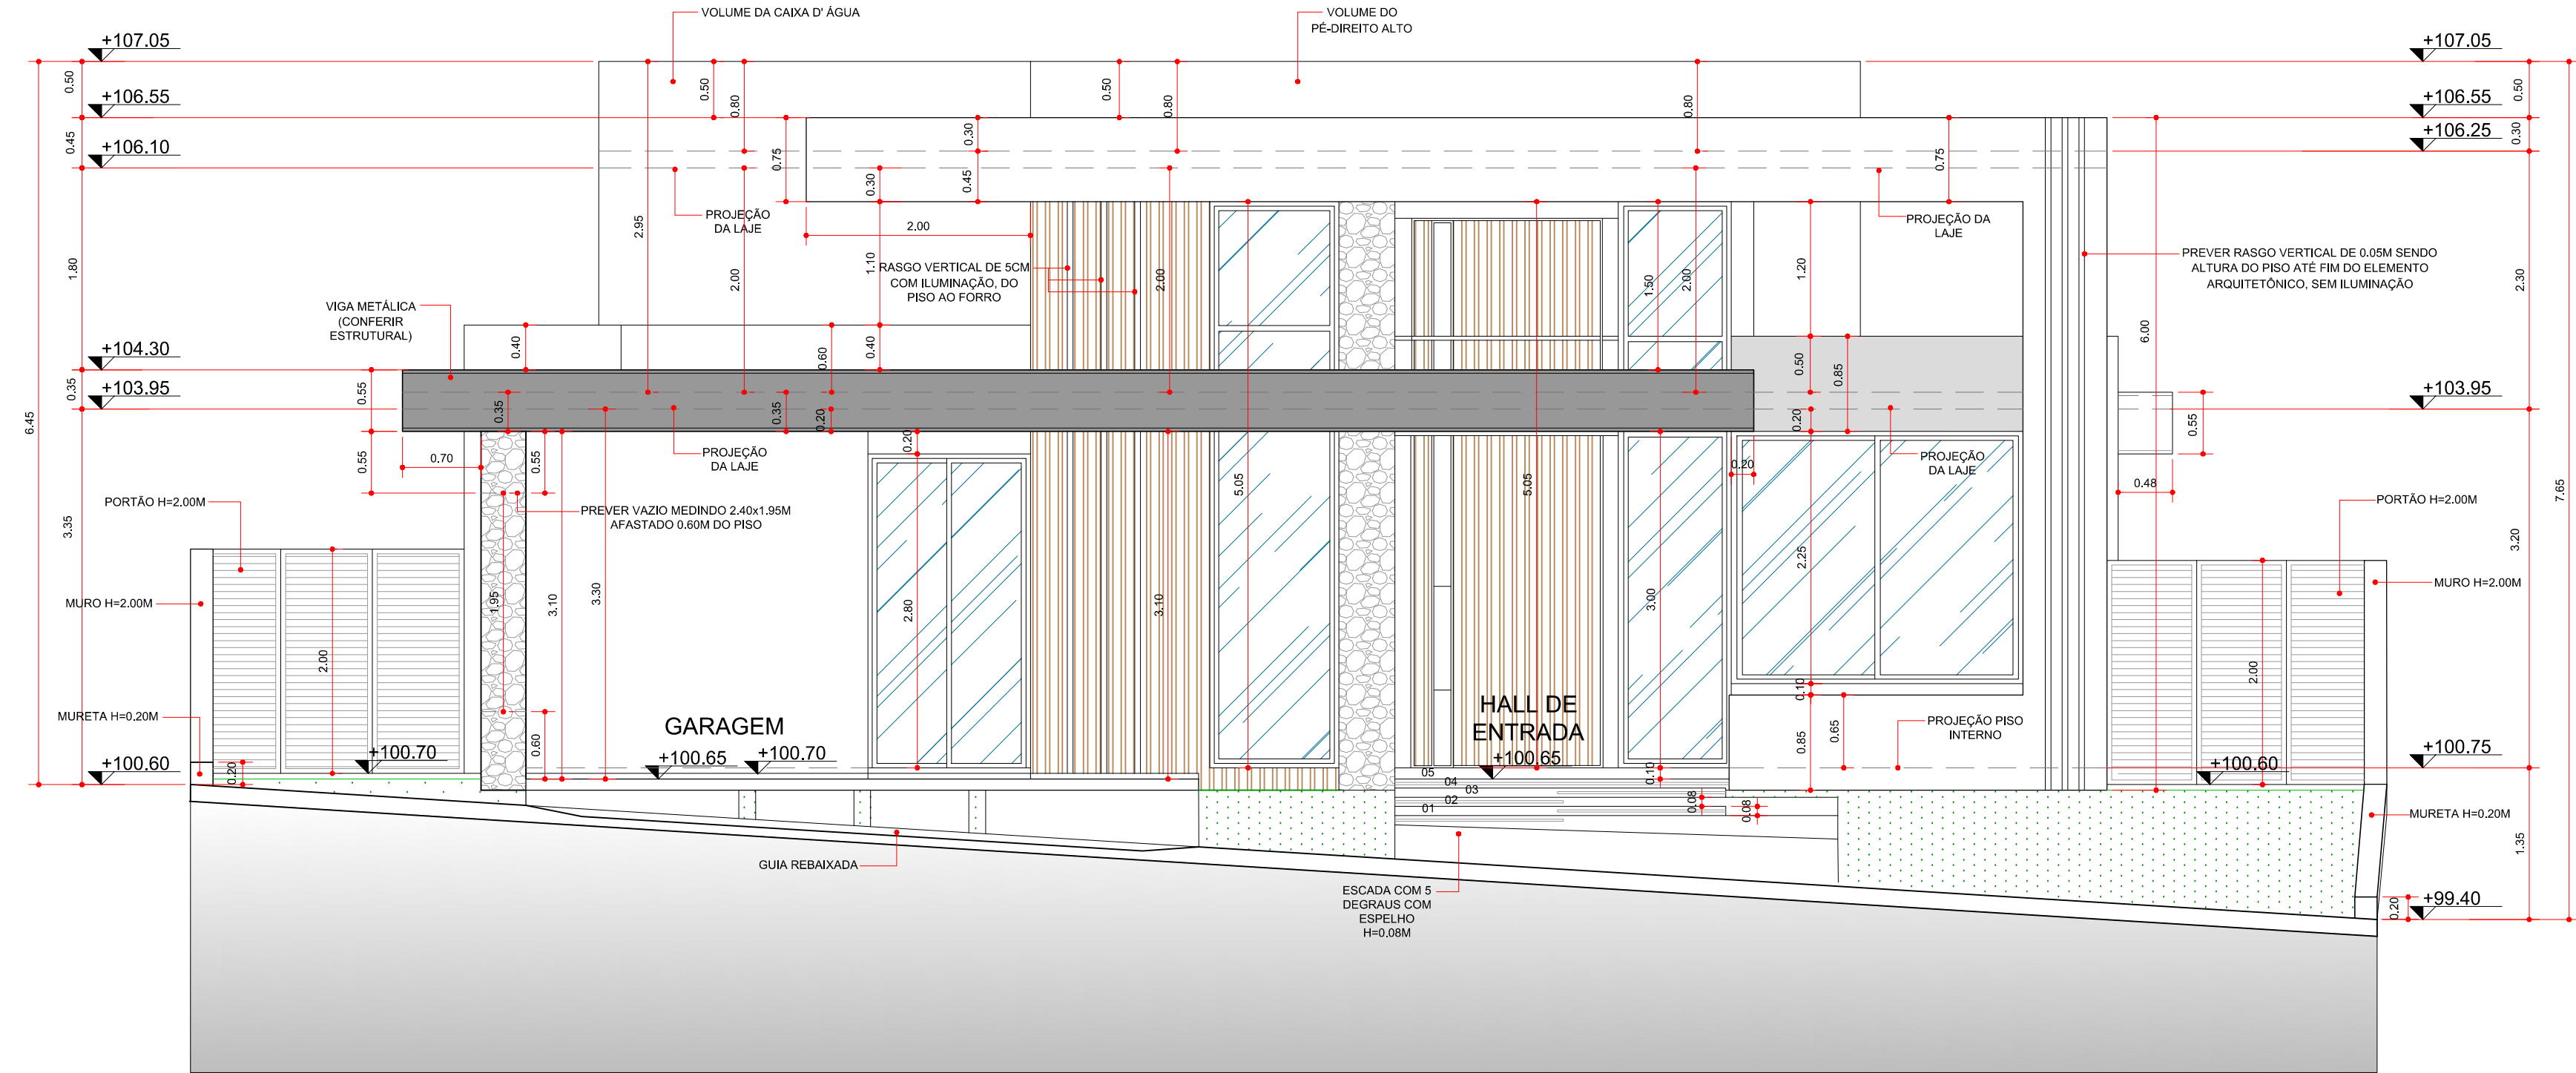 VOLUME DA CAIXA D' ÁGUA
VOLUME DO
PÉ-DIREITO ALTO
+107.05
+107.05
0.50
0.50
0.80
0.50
0.80
0.80
0.50
+106.55
+106.55
0.45
0.75
0.30
0.75
+106.25
0.30
+106.10
0.30
0.45
PROJEÇÃO
DA LAJE
2.00
PROJEÇÃO DA
LAJE
2.95
1.80
2.00
1.10
RASGO VERTICAL DE 5CM
COM ILUMINAÇÃO, DO
PISO AO FORRO
2.00
1.50
2.00
1.20
PREVER RASGO VERTICAL DE 0.05M SENDO
ALTURA DO PISO ATÉ FIM DO ELEMENTO
ARQUITETÔNICO, SEM ILUMINAÇÃO
2.30
6.00
VIGA METÁLICA
(CONFERIR
ESTRUTURAL)
+104.30
0.40
0.60
0.40
0.50
0.85
0.35
+103.95
0.55
0.35
0.35
0.20
0.20
+103.95
0.55
6.45
0.55
0.70
0.55
PROJEÇÃO
DA LAJE
0.20
0.20
PROJEÇÃO
DA LAJE
0.48
7.65
PORTÃO H=2.00M
PREVER VAZIO MEDINDO 2.40x1.95M
AFASTADO 0.60M DO PISO
5.05
5.05
PORTÃO H=2.00M
3.35
3.20
2.25
MURO H=2.00M
1.95
3.10
3.30
2.80
3.10
3.00
MURO H=2.00M
2.00
2.00
0.10
MURETA H=0.20M
GARAGEM
HALL DE
ENTRADA
0.60
0.85
0.65
PROJEÇÃO PISO
INTERNO
+100.60
0.20
+100.70
+100.65
+100.70
+100.65
0.10
+100.60
+100.75
05
04
03
02
01
0.08
0.08
MURETA H=0.20M
1.35
GUIA REBAIXADA
ESCADA COM 5
DEGRAUS COM
ESPELHO
H=0,08M
0.20
+99.40